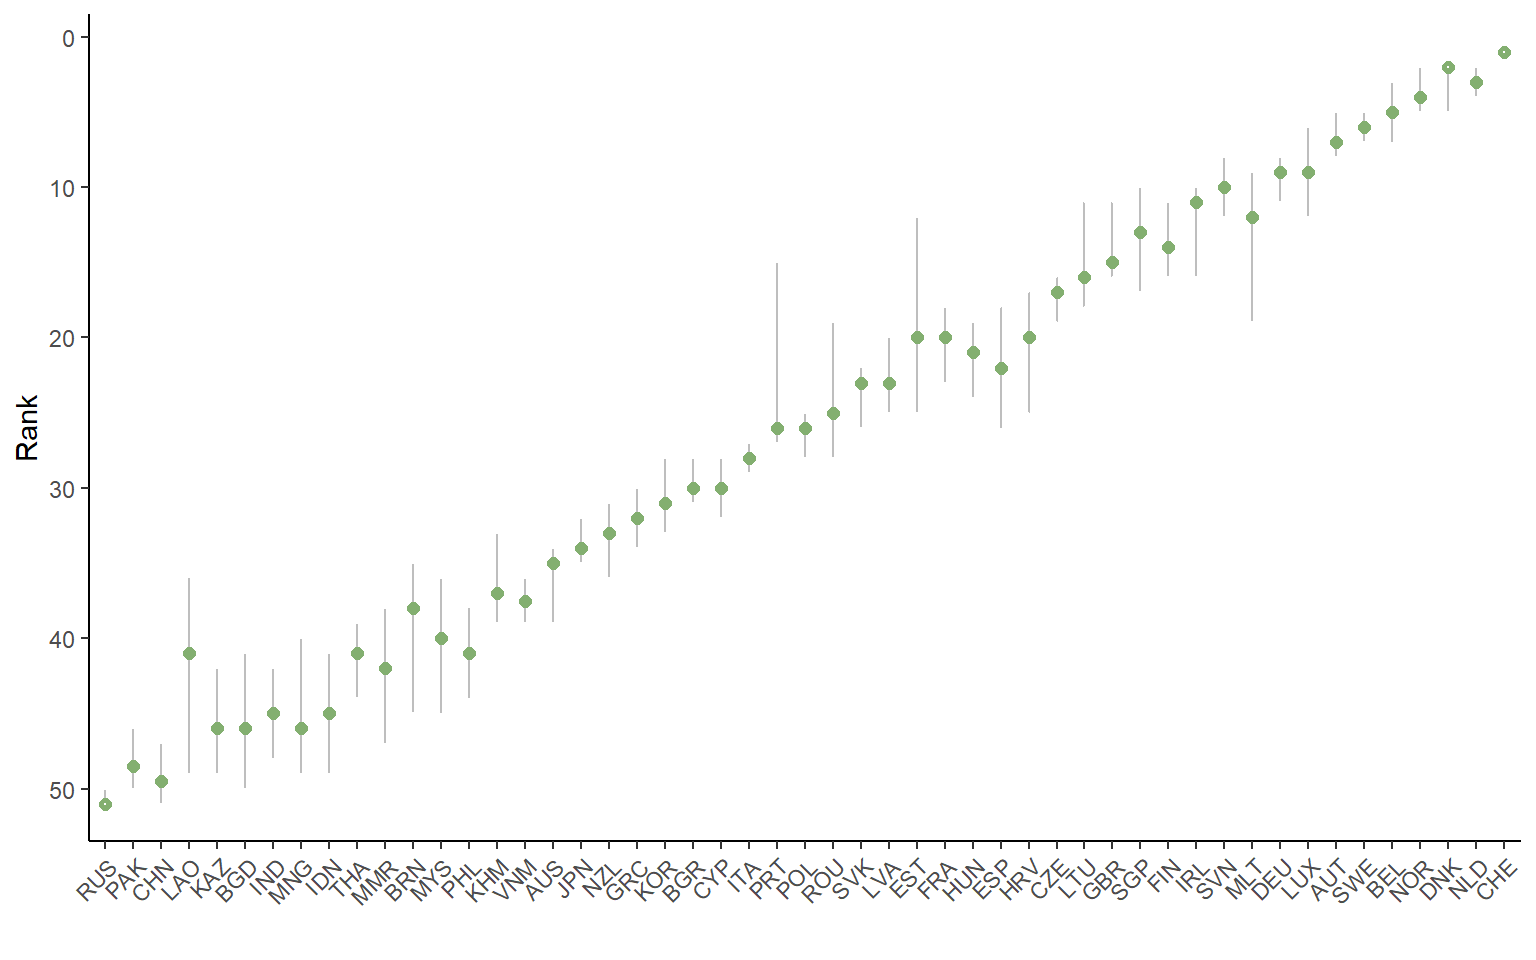 0
10
20
30
40
50
Rank
RUS
PAK
CHN
LAO
KAZ
BGD
IND
MNG
IDN
THA
MMR
BRN
MYS
PHL
KHM
VNM
AUS
JPN
NZL
GRC
KOR
BGR
CYP
ITA
PRT
POL
ROU
SVK
LVA
EST
FRA
HUN
ESP
HRV
CZE
LTU
GBR
SGP
FIN
IRL
SVN
MLT
DEU
LUX
AUT
SWE
BEL
NOR
DNK
NLD
CHE